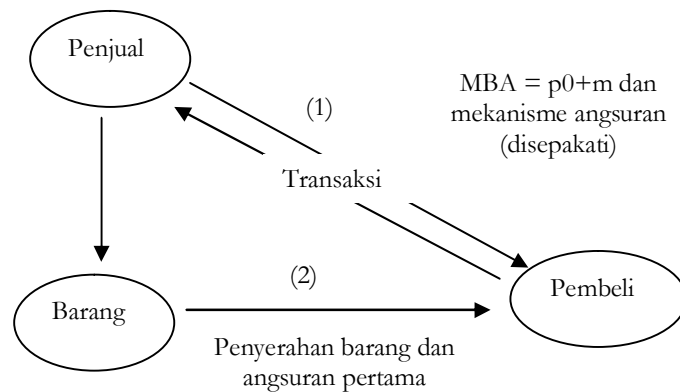 Penjual
(1)
MBA = p0+m dan
mekanisme angsuran
(disepakati)
Transaksi
(2)
Barang
Pembeli
Penyerahan barang dan
angsuran pertama